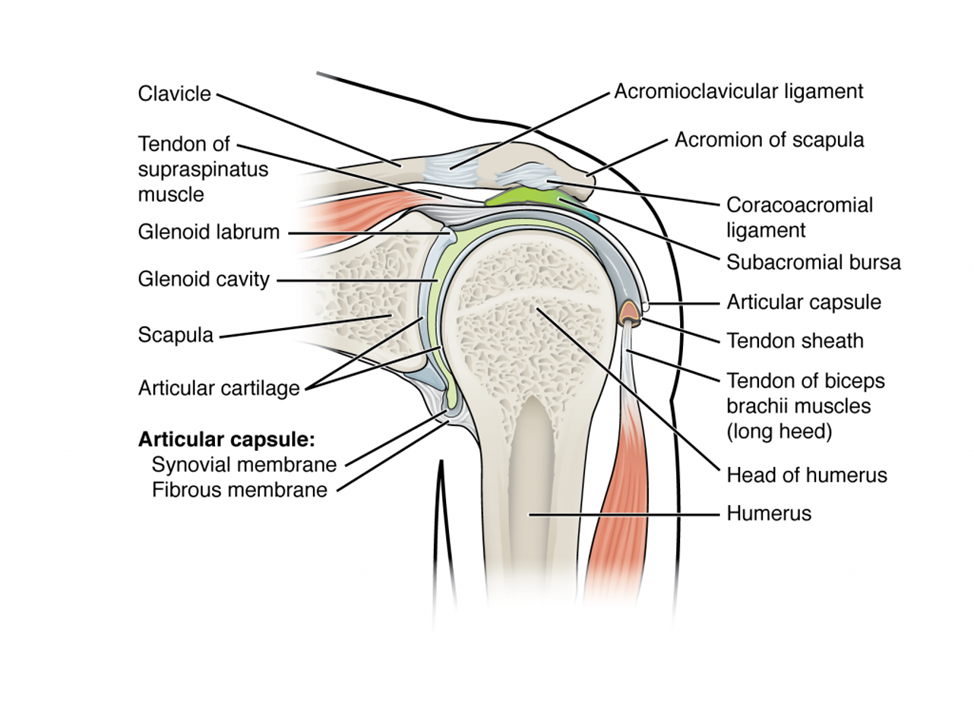 Clavicle
Tendon of
supraspinatus
muscle
Glenoid labrum
Glenoid cavity
Scapula
Articular cartilage
Articular capsule:
Synovial membrane
Fibrous membrane
Acromioclavicular ligament
Acromion of scapula
Coracoacromial
ligament
Subacromial bursa
Articular capsule
Tendon sheath
Tendon of biceps
brachii muscles
(long heed)
Head of humerus
Humerus